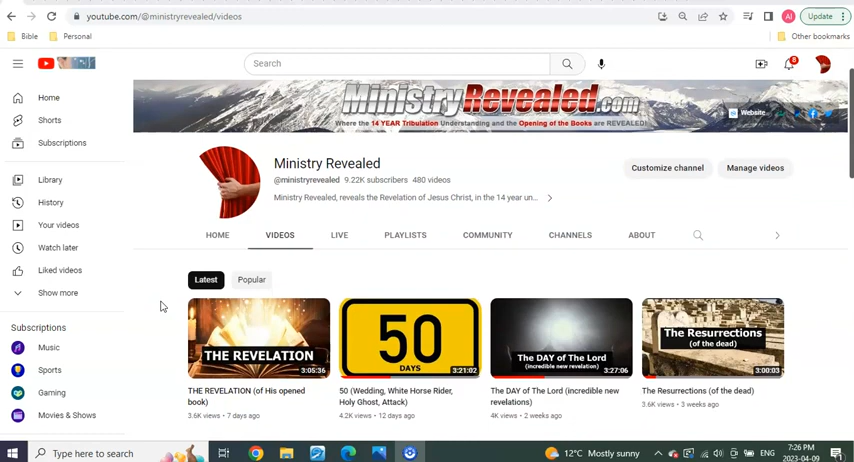 youtube.com/@ministryrevealed/videos
AI
Update
Bible
Personal
Other bookmarks
Search
8
MinistryRevealed.com
Where the 14 YEAR Tribulation Understanding and the Opening of the Books are REVEALED!
Website
Home
Shorts
Subscriptions
Library
History
Your videos
Watch later
Liked videos
Show more
Subscriptions
Music
Sports
Gaming
Movies & Shows
Ministry Revealed
@ministryrevealed 9.22K subscribers 480 videos
Ministry Revealed, reveals the Revelation of Jesus Christ, in the 14 year un...
Customize channel
Manage videos
HOME
VIDEOS
LIVE
PLAYLISTS
COMMUNITY
CHANNELS
ABOUT
Latest
Popular
THE REVELATION
3:05:36
50
DAYS
3:21:02
The DAY of The Lord
(incredible new revelation)
3:27:06
The Resurrections
(of the dead)
3:00:03
THE REVELATION (of His opened
book)
3.6K views • 7 days ago
50 (Wedding, White Horse Rider,
Holy Ghost, Attack)
4.2K views • 12 days ago
The DAY of The Lord (incredible new
revelations)
4K views • 2 weeks ago
The Resurrections (of the dead)
3.6K views • 3 weeks ago
Type here to search
12°C Mostly sunny
ENG
7:26 PM
2023-04-09